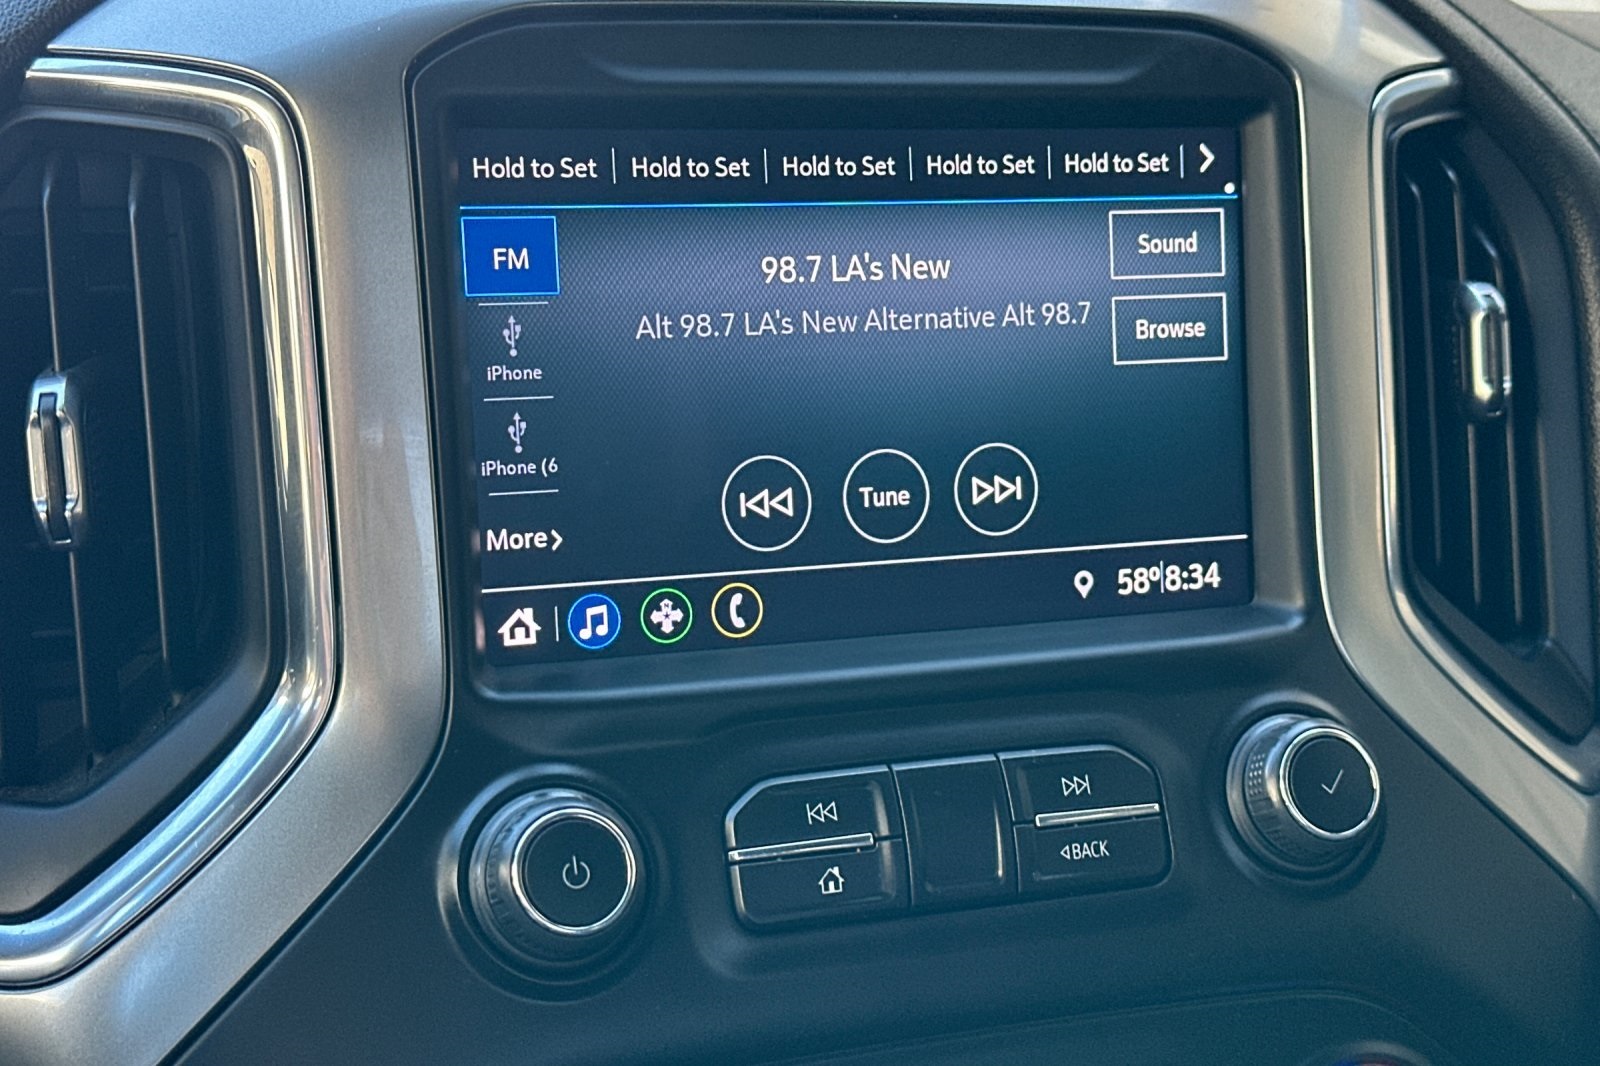 Hold to Set Hold to Set Hold to Set Hold to Set Hold to Set
FM
98.7 LA's New
Sound
Alt 98.7 LA's New Alternative Alt 98.7
Browse
iPhone
iPhone (6
Tune
More
58º 8:34
BACK